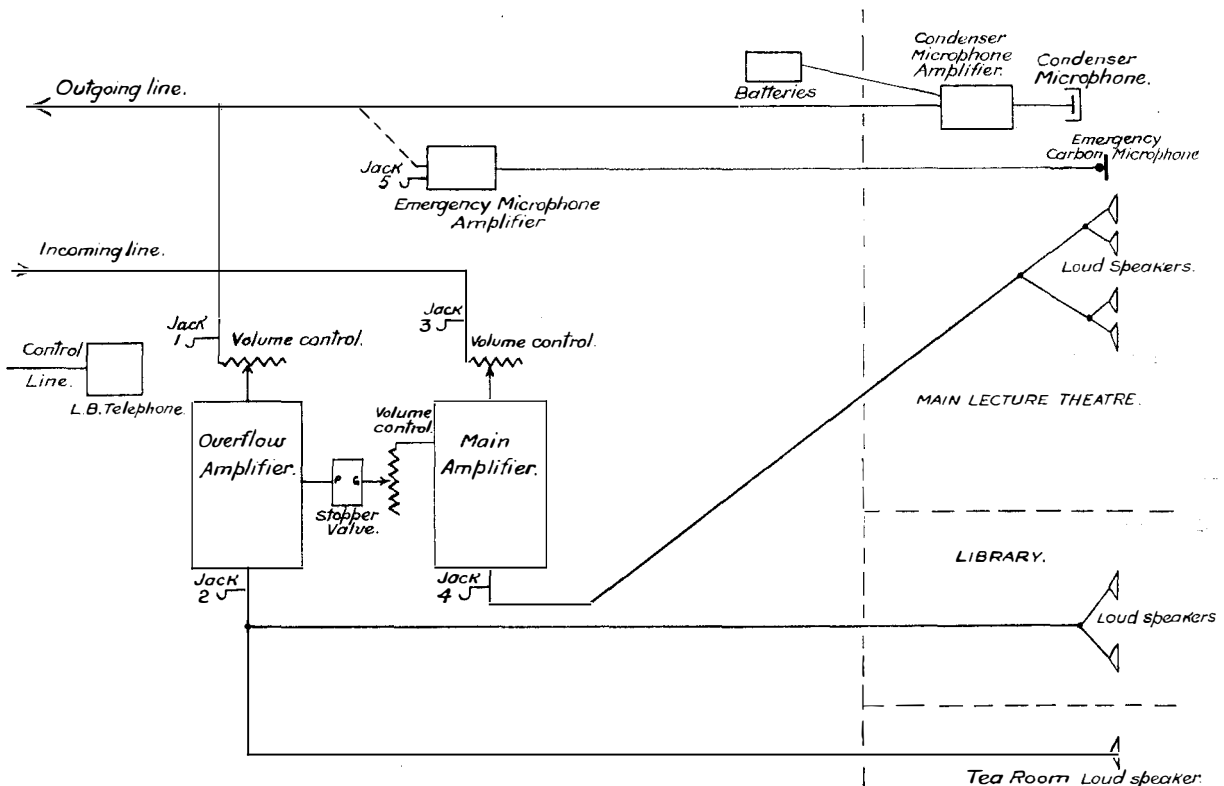 Condenser
Microphone
Amplifier.
Condenser
Microphone.
Outgoing line.
Batteries
Emergency
Carbon Microphone
Jack
5
Emergency Microphone
Amplifier
Incoming line.
Loud Speakers.
Jack
1
Volume control.
Jack
3
Volume control.
Control
Line.
L.B. Telephone.
MAIN LECTURE THEATRE.
Volume
control.
Overflow
Amplifier.
Main
Amplifier.
P G
Stopper
Valve.
LIBRARY.
Jack
2
Jack
4
Loud speakers
Tea Room Loud speaker.